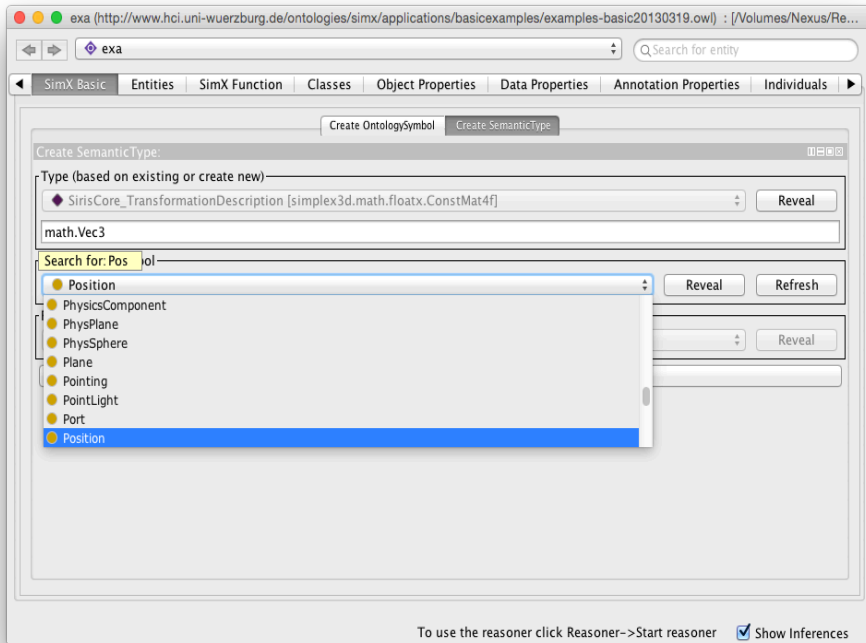 exa (http://www.hci.uni-wuerzburg.de/ontologies/simx/applications/basicexamples/examples-basic20130319.owl) : [/Volumes/Nexus/Re...
exa
Search for entity
SimX Basic Entities SimX Function Classes Object Properties Data Properties Annotation Properties Individuals
Create OntologySymbol Create SemanticType
Create SemanticType:
Type (based on existing or create new)
SirisCore_TransformationDescription [simplex3d.math.floatx.ConstMat4f] Reveal
math.Vec3
Search for: Pos
Position Reveal Refresh
PhysicsComponent
PhysPlane
PhysSphere Reveal
Plane
Pointing
PointLight
Port
Position
To use the reasoner click Reasoner->Start reasoner Show Inferences